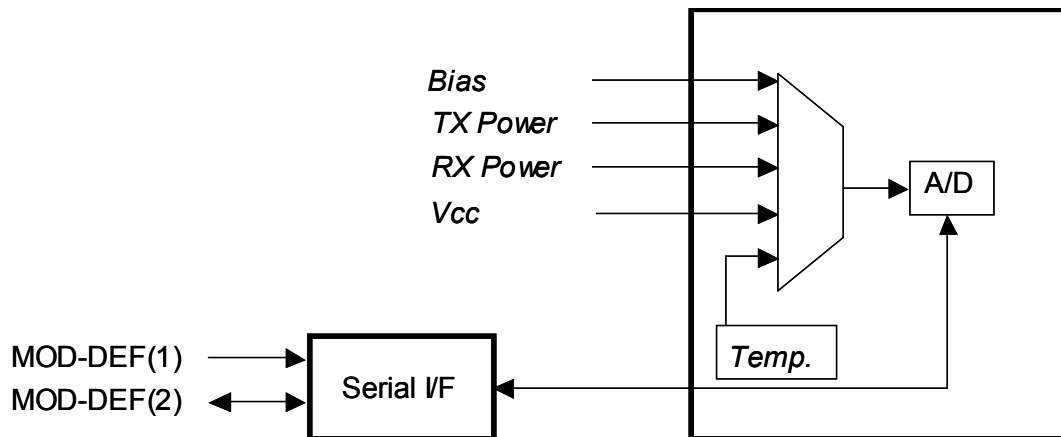 Bias
TX Power
RX Power
Vcc
A/D
Temp.
MOD-DEF(1)
MOD-DEF(2)
Serial I/F